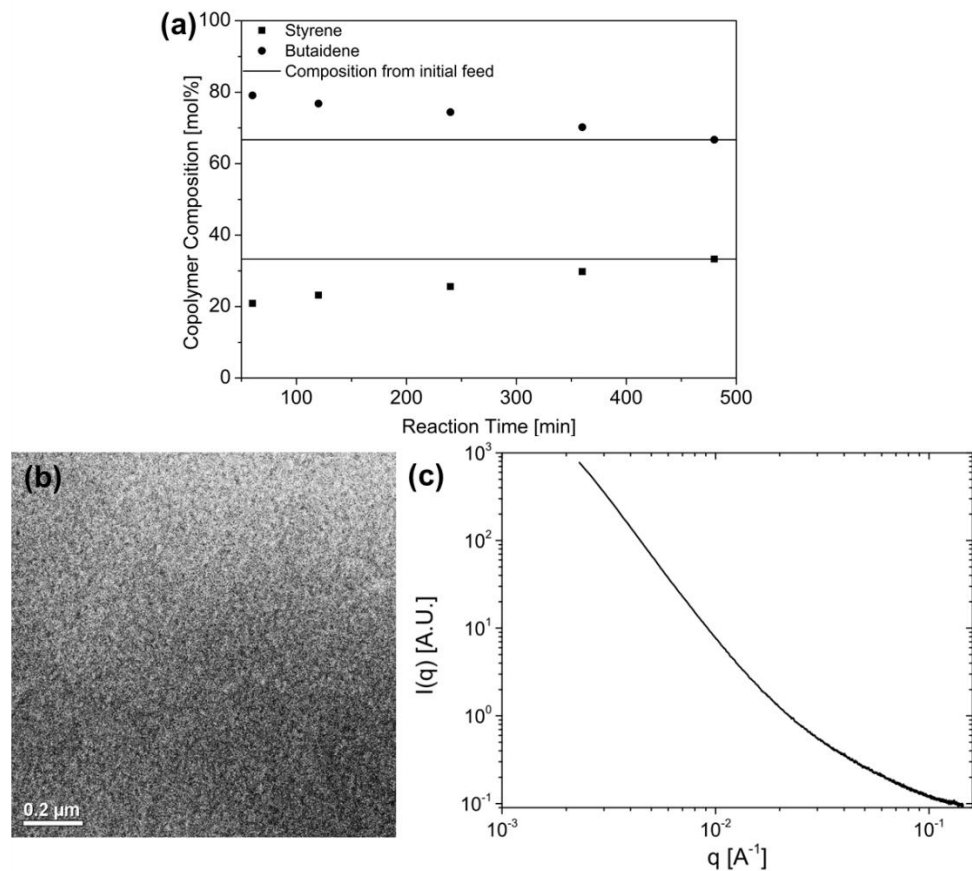 (a)
Styrene
Butaidene
Composition from initial feed
100
80
60
40
20
0
Copolymer Composition [mol%]
100 200 300 400 500
Reaction Time [min]
(b)
0.2 µm
(c)
10³
10²
10¹
10⁰
10⁻¹
I(q) [A.U.]
10⁻³ 10⁻² 10⁻¹
q [A⁻¹]